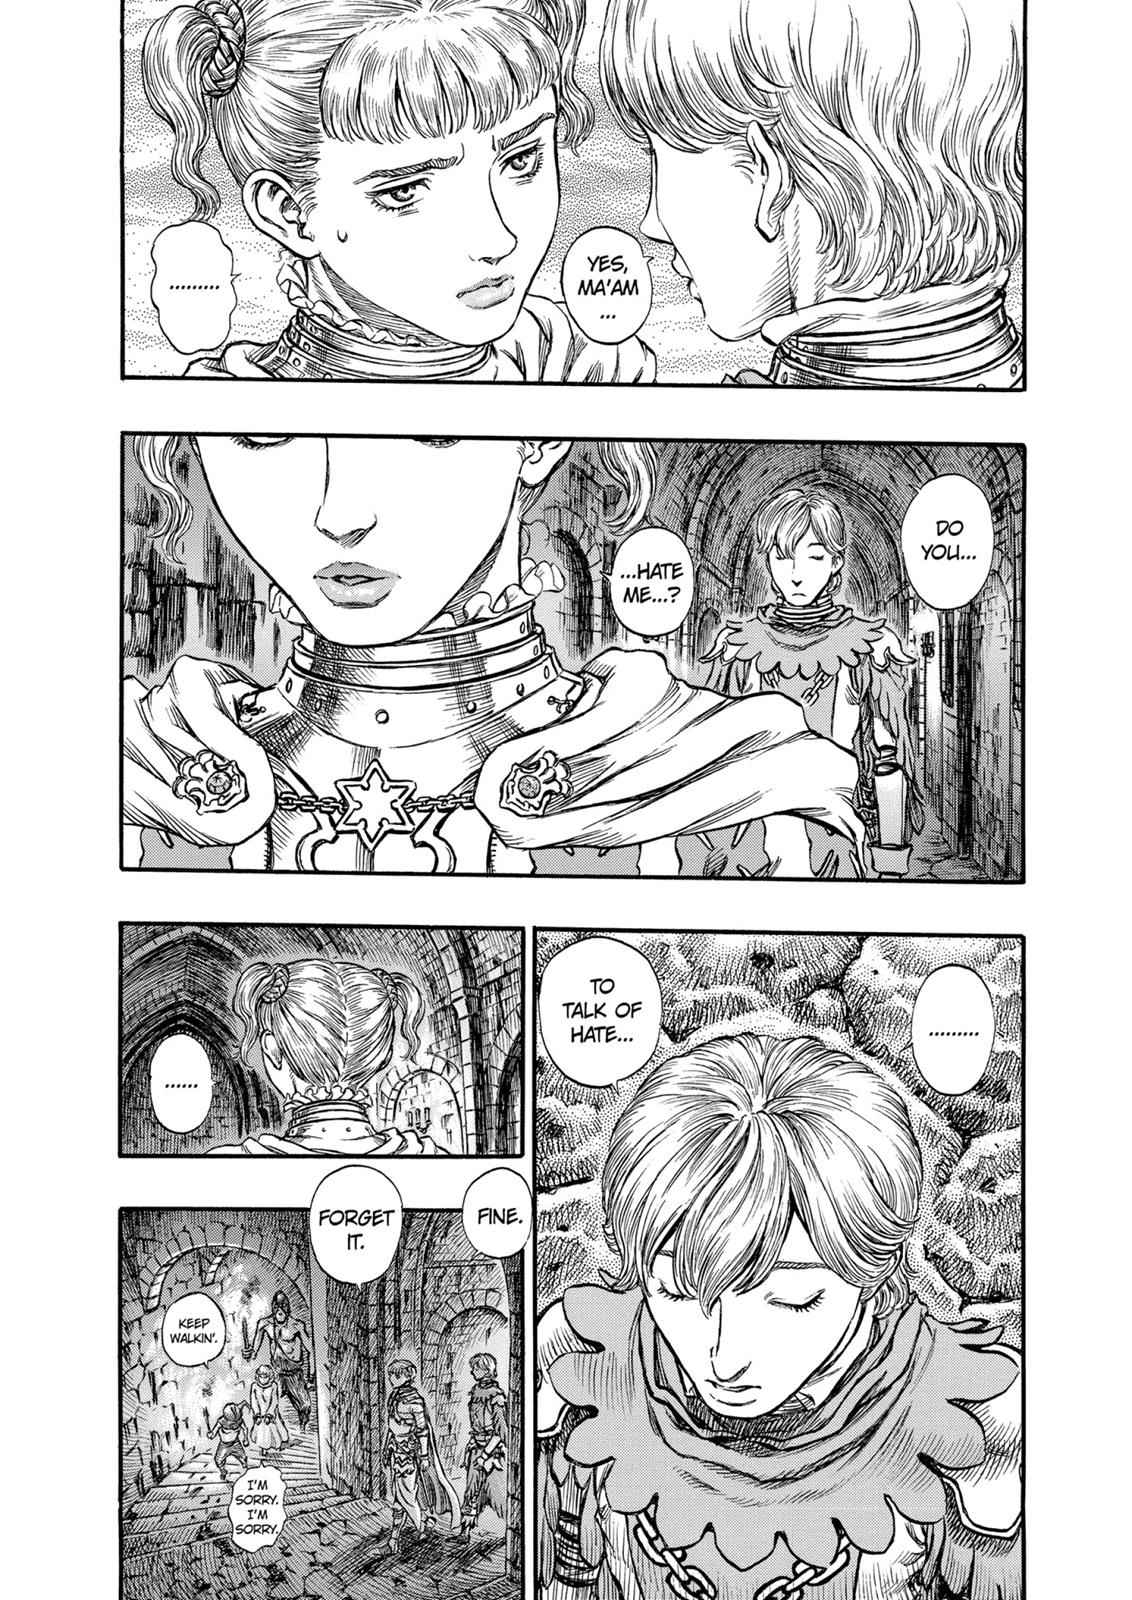 YES,
MA'AM
...
.........
DO
YOU...
...HATE
ME...?
.........
TO
TALK OF
HATE...
......
FINE.
FORGET
IT.
KEEP
WALKIN'.
I'M
SORRY.
I'M
SORRY.